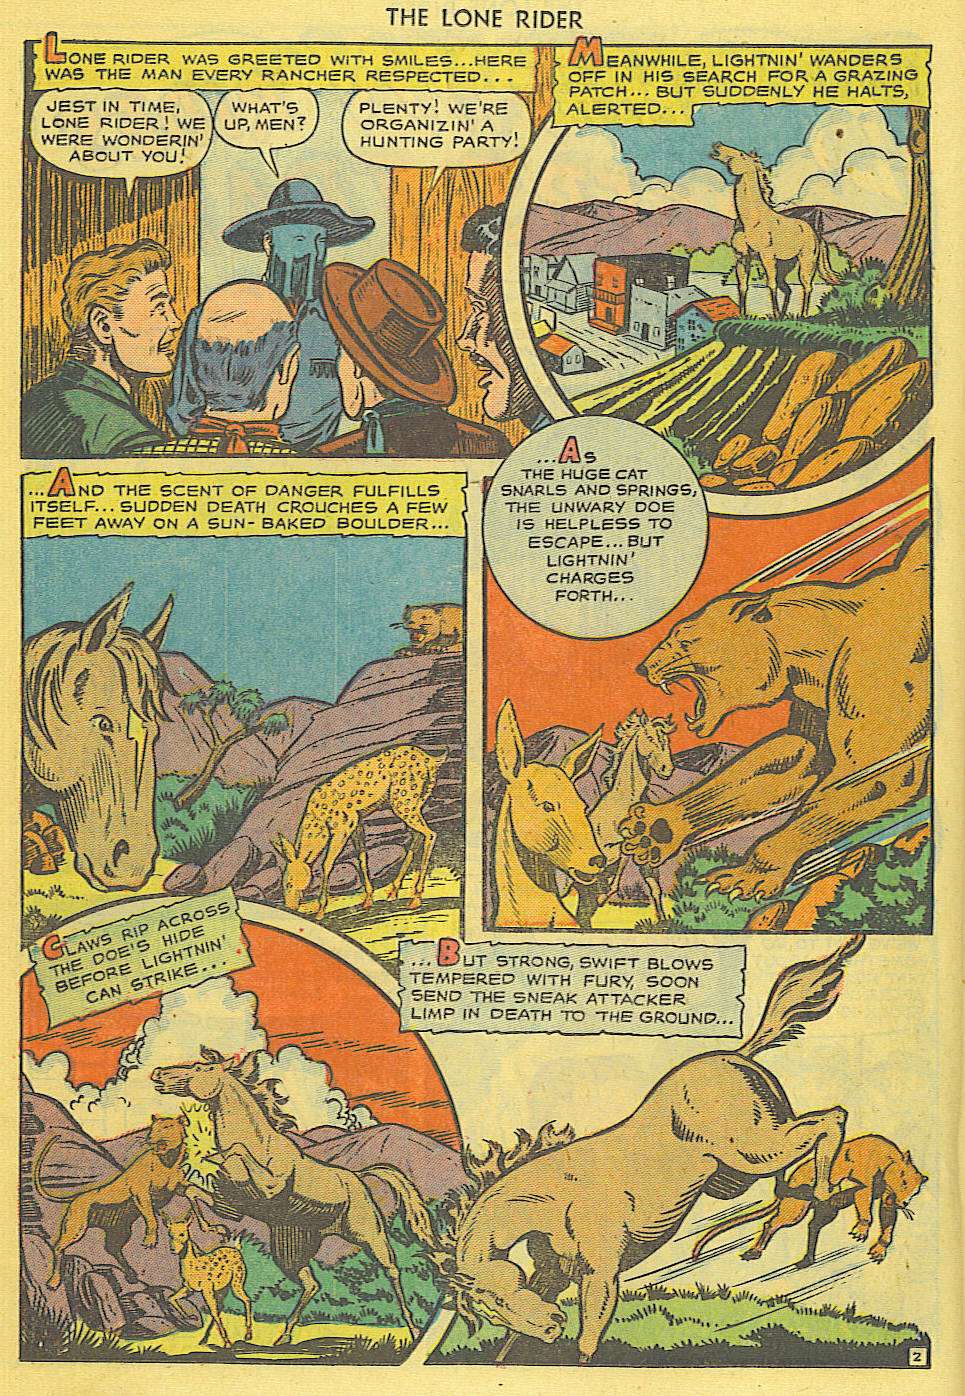 THE LONE RIDER
LONE RIDER WAS GREETED WITH SMILES...HERE
WAS THE MAN EVERY RANCHER RESPECTED...
JEST IN TIME,
LONE RIDER! WE
WERE WONDERIN'
ABOUT YOU!
WHAT'S
UP, MEN?
PLENTY! WE'RE
ORGANIZIN' A
HUNTING PARTY!
MEANWHILE, LIGHTNIN' WANDERS
OFF IN HIS SEARCH FOR A GRAZING
PATCH... BUT SUDDENLY HE HALTS,
ALERTED...
...AND THE SCENT OF DANGER FULFILLS
ITSELF... SUDDEN DEATH CROUCHES A FEW
FEET AWAY ON A SUN-BAKED BOULDER...
...AS
THE HUGE CAT
SNARLS AND SPRINGS,
THE UNWARY DOE
IS HELPLESS TO
ESCAPE...BUT
LIGHTNIN'
CHARGES
FORTH...
CLAWS RIP ACROSS
THE DOE'S HIDE
BEFORE LIGHTNIN'
CAN STRIKE...
...BUT STRONG, SWIFT BLOWS
TEMPERED WITH FURY, SOON
SEND THE SNEAK ATTACKER
LIMP IN DEATH TO THE GROUND...
2